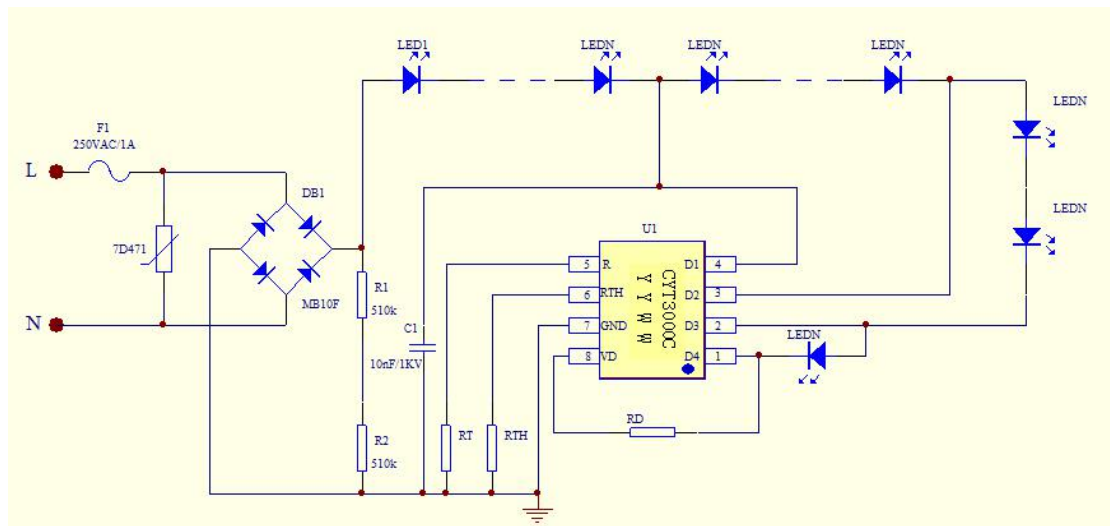 LED1
LEDN
LEDN
LEDN
LEDN
F1
250VAC/1A
L
DB1
LEDN
7D471
U1
5 R D1 4
6 RTH D2 3
7 GND D3 2
8 VD D4 1
CYT3000C
Y Y W W
MB10F
R1
510k
N
C1
10nF/1KV
LEDN
RD
R2
510k
RT
RTH